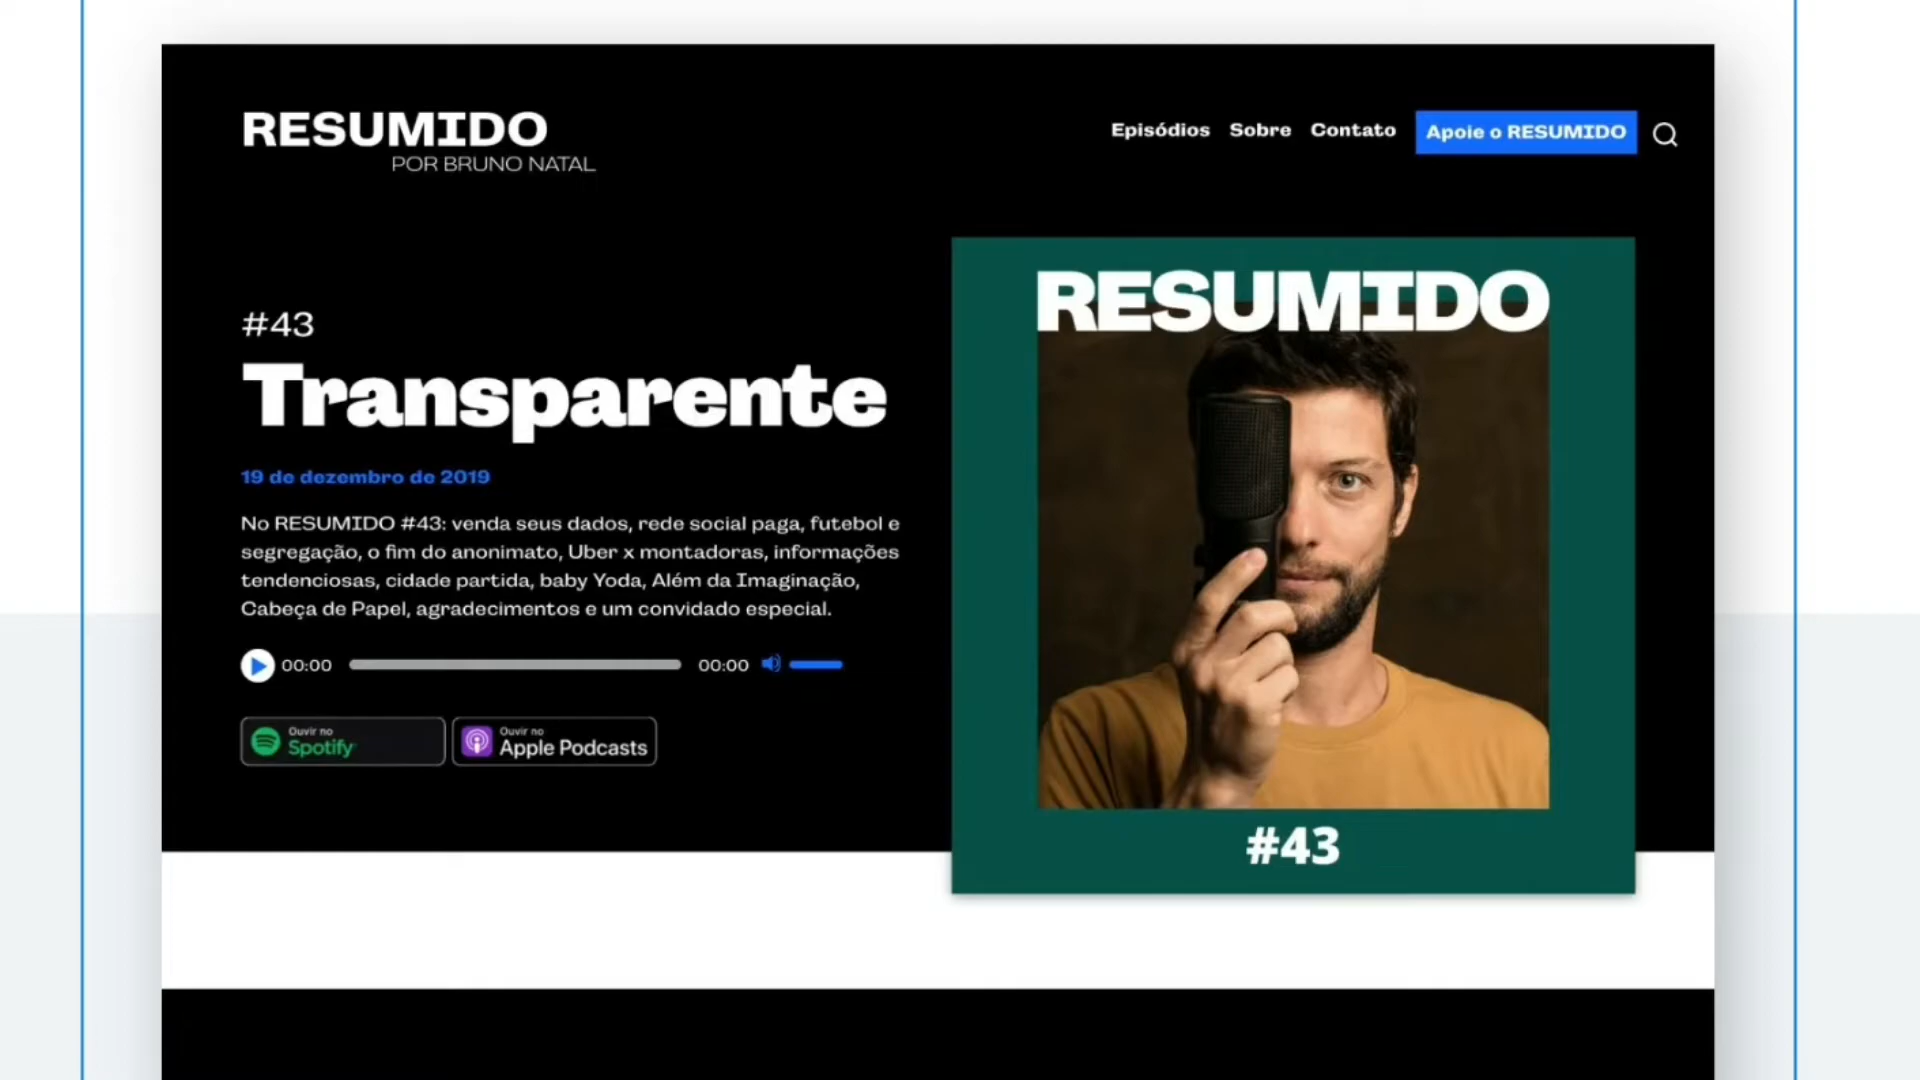 RESUMIDO
POR BRUNO NATAL
Episódios Sobre Contato Apoie o RESUMIDO
#43
Transparente
19 de dezembro de 2019
No RESUMIDO #43: venda seus dados, rede social paga, futebol e
segregação, o fim do anonimato, Uber x montadoras, informações
tendenciosas, cidade partida, baby Yoda, Além da Imaginação,
Cabeça de Papel, agradecimentos e um convidado especial.
00:00 00:00
Ouvir no
Spotify
Ouvir no
Apple Podcasts
RESUMIDO
#43